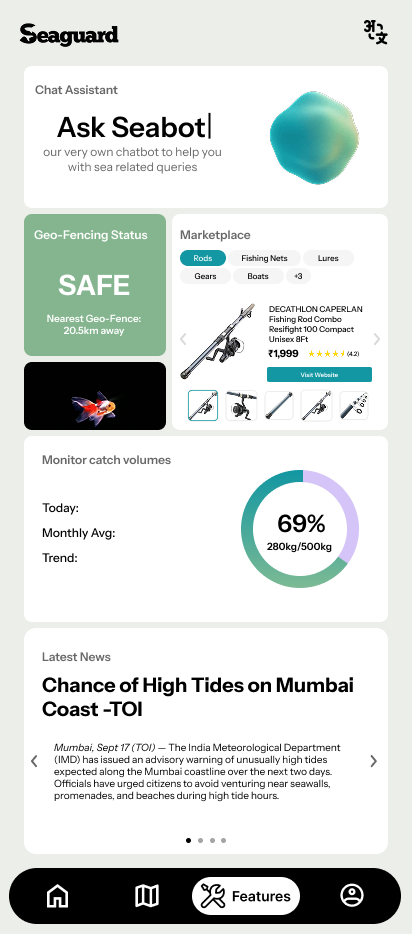 Seaguard
अ 文
Chat Assistant
Ask Seabot
our very own chatbot to help you
with sea related queries
Geo-Fencing Status
SAFE
Nearest Geo-Fence:
20.5km away
Marketplace
Rods Fishing Nets Lures
Gears Boats +3
DECATHLON CAPERLAN
Fishing Rod Combo
Resifight 100 Compact
Unisex 8Ft
₹1,999 (4.2)
Visit Website
Monitor catch volumes
Today:
Monthly Avg:
Trend:
69%
280kg/500kg
Latest News
Chance of High Tides on Mumbai
Coast -TOI
Mumbai, Sept 17 (TOI) — The India Meteorological Department
(IMD) has issued an advisory warning of unusually high tides
expected along the Mumbai coastline over the next two days.
Officials have urged citizens to avoid venturing near seawalls,
promenades, and beaches during high tide hours.
Features